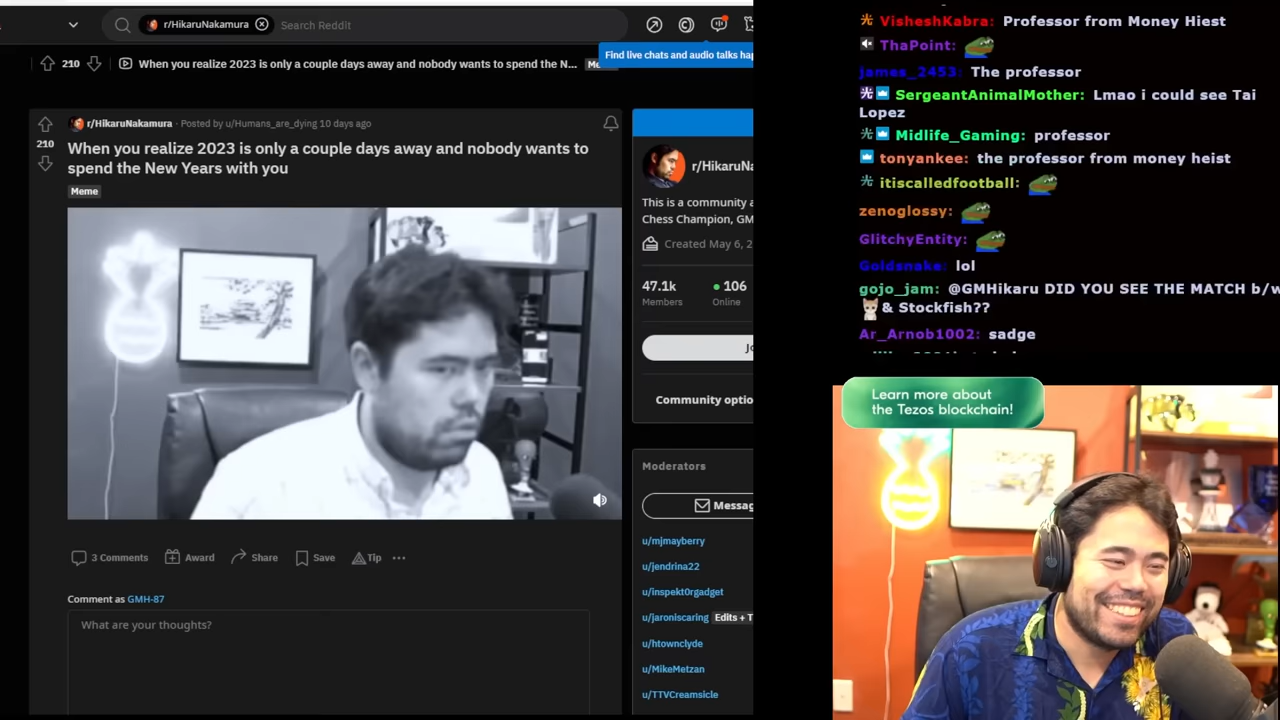 r/HikaruNakamura
Search Reddit
Find live chats and audio talks hap
210
When you realize 2023 is only a couple days away and nobody wants to spend the N...
Me
r/HikaruNakamura · Posted by u/Humans_are_dying 10 days ago
210
When you realize 2023 is only a couple days away and nobody wants to
spend the New Years with you
Meme
3 Comments
Award
Share
Save
Tip
Comment as GMH-87
What are your thoughts?
r/HikaruNa
This is a community a
Chess Champion, GM
Created May 6, 2
47.1k
106
Members
Online
Jo
Community optio
Moderators
Messag
u/mjmayberry
u/jendrina22
u/inspekt0rgadget
u/jaroniscaring Edits + T
u/htownclyde
u/MikeMetzan
u/TTVCreamsicle
VisheshKabra: Professor from Money Hiest
ThaPoint:
james_2453: The professor
SergeantAnimalMother: Lmao i could see Tai
Lopez
Midlife_Gaming: professor
tonyankee: the professor from money heist
itiscalledfootball:
zenoglossy:
GlitchyEntity:
Goldsnake: lol
gojo_jam: @GMHikaru DID YOU SEE THE MATCH b/w
& Stockfish??
Ar_Arnob1002: sadge
Learn more about
the Tezos blockchain!